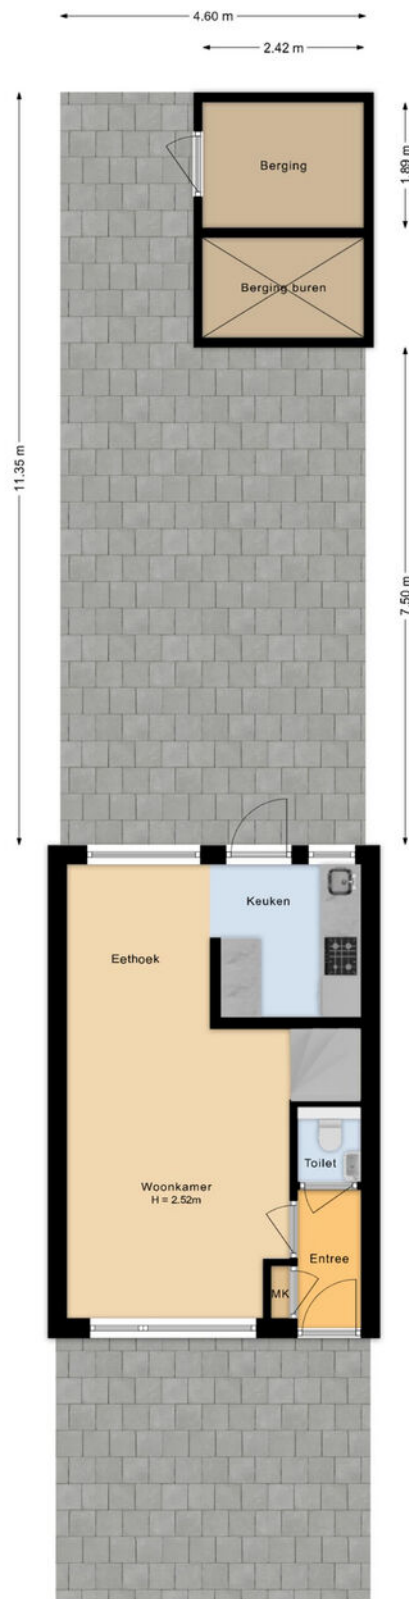 4.60 m
2.42 m
Berging
1.89 m
Berging buren
11.35 m
7.50 m
Keuken
Eethoek
Toilet
Woonkamer
H = 2.52m
Entree
MK